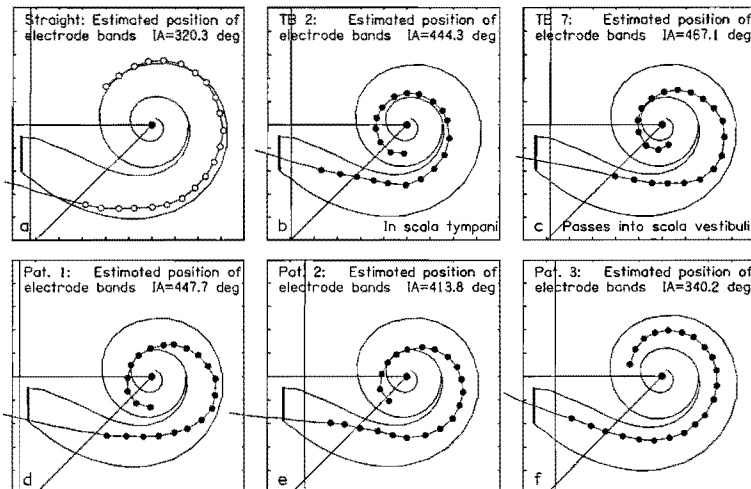 Straight: Estimated position of
electrode bands IA=320.3 deg
a
TB 2: Estimated position of
electrode bands IA=444.3 deg
b
In scala tympani
TB 7: Estimated position of
electrode bands IA=467.1 deg
c Passes into scala vestibuli
Pat. 1: Estimated position of
electrode bands IA=447.7 deg
d
Pat. 2: Estimated position of
electrode bands IA=413.8 deg
e
Pat. 3: Estimated position of
electrode bands IA=340.2 deg
f